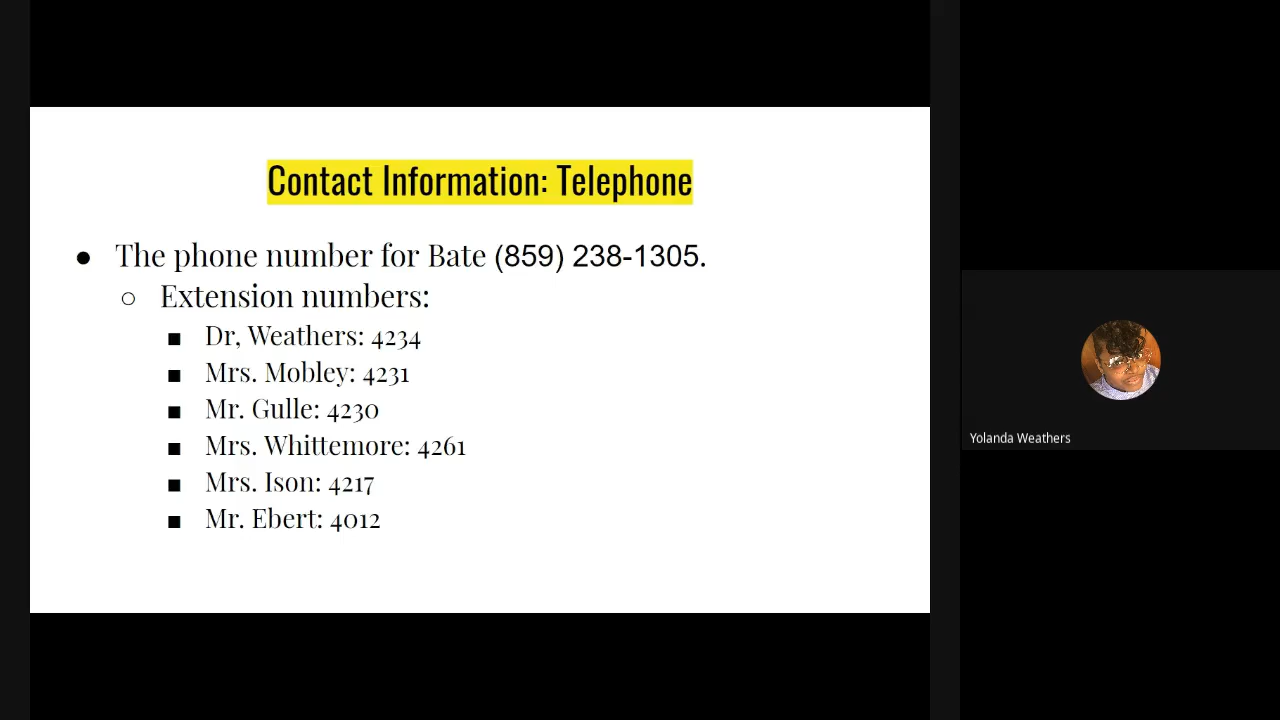 Contact Information: Telephone
● The phone number for Bate (859) 238-1305.
○ Extension numbers:
■ Dr, Weathers: 4234
■ Mrs. Mobley: 4231
■ Mr. Gulle: 4230
■ Mrs. Whittemore: 4261
■ Mrs. Ison: 4217
■ Mr. Ebert: 4012
Yolanda Weathers